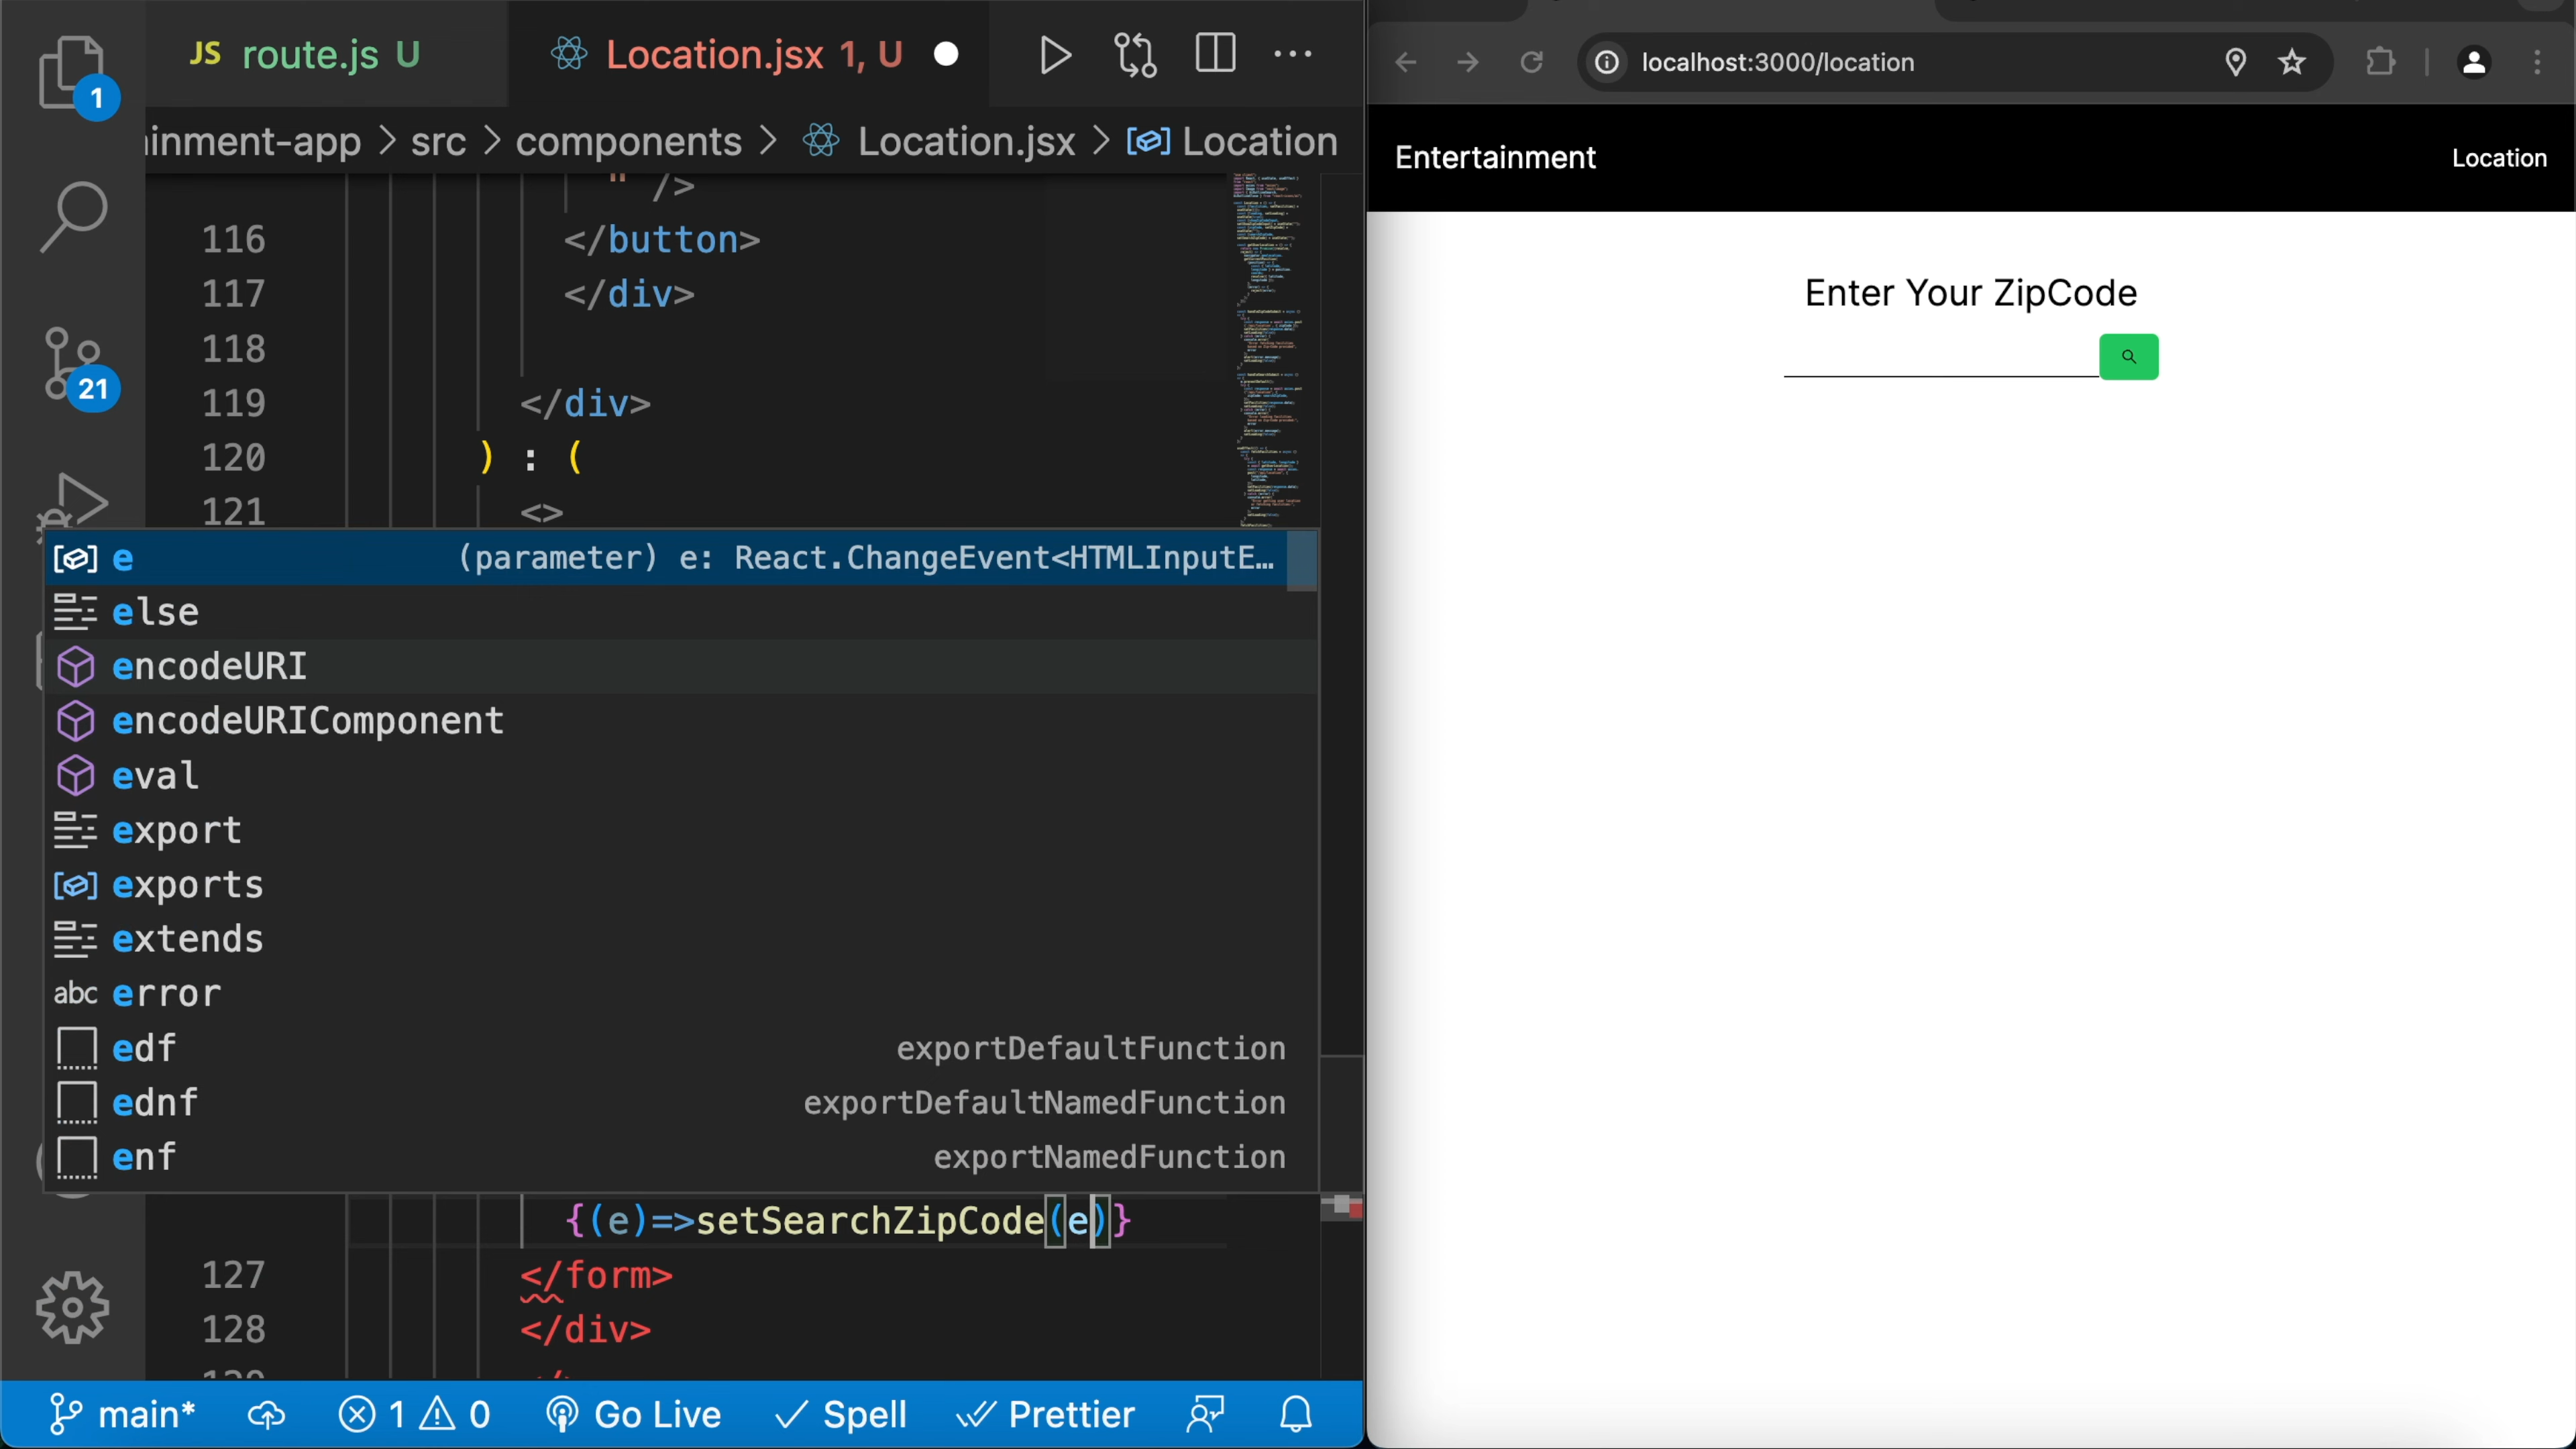 JS route.js U
Location.jsx 1, U
inment-app > src > components > Location.jsx > Location
1
21
" />
116 </button>
117 </div>
118
119 </div>
120 ) : (
121 <>
e (parameter) e: React.ChangeEvent<HTMLInputE…
else
encodeURI
encodeURIComponent
eval
export
exports
extends
abc error
edf exportDefaultFunction
ednf exportDefaultNamedFunction
enf exportNamedFunction
{(e)=>setSearchZipCode(e)}
127 </form>
128 </div>
main* 1 0 Go Live Spell Prettier
localhost:3000/location
Entertainment
Location
Enter Your ZipCode